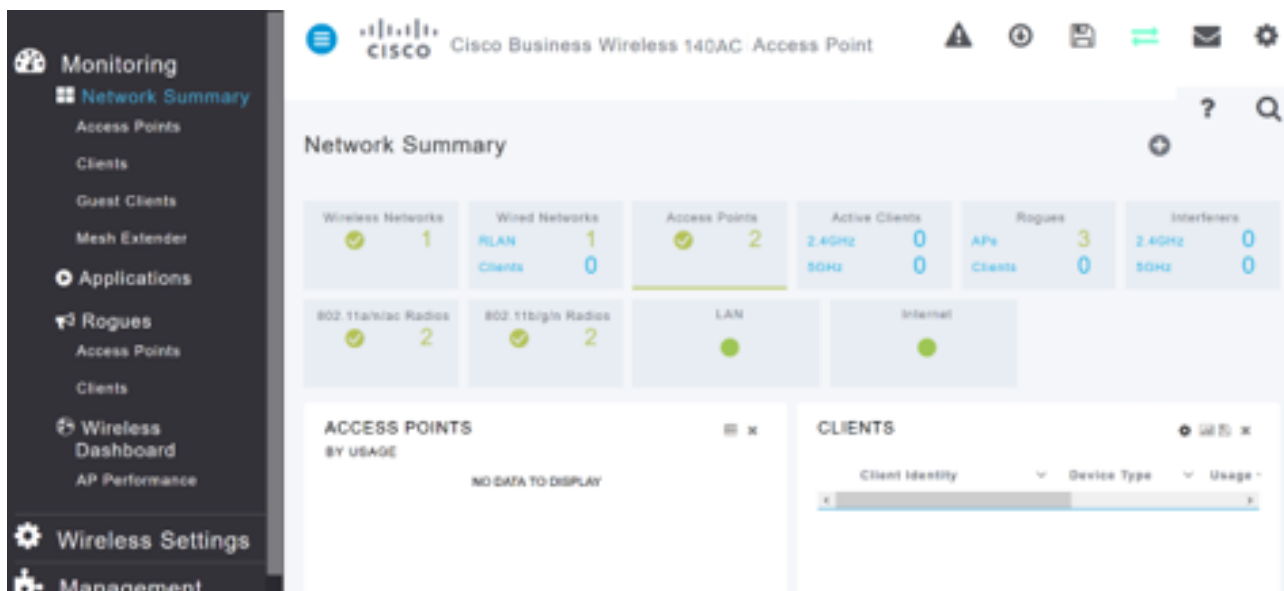 Monitoring
Network Summary
Access Points
Clients
Guest Clients
Mesh Extender
Applications
Rogues
Access Points
Clients
Wireless
Dashboard
AP Performance
Wireless Settings
Management
CISCO Cisco Business Wireless 140AC Access Point
?
Network Summary
Wireless Networks
1
Wired Networks
RLAN 1
Clients 0
Access Points
2
Active Clients
2.4GHz 0
5GHz 0
Rogues
APs 3
Clients 0
Interferers
2.4GHz 0
5GHz 0
802.11a/n/ac Radios
2
802.11b/g/n Radios
2
LAN
Internet
ACCESS POINTS
BY USAGE
NO DATA TO DISPLAY
CLIENTS
Client Identity Device Type Usage